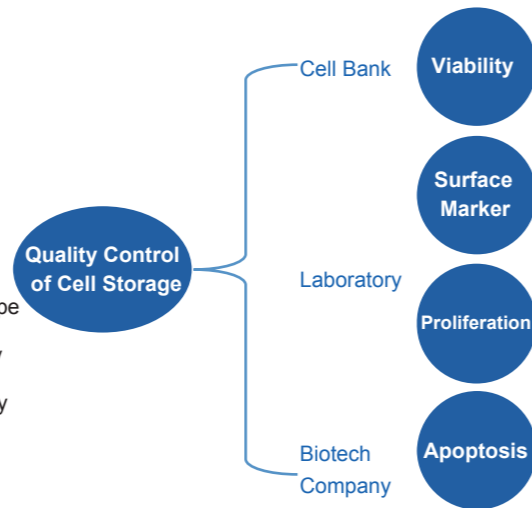 Quality Control
of Cell Storage
Cell Bank
Laboratory
Biotech
Company
Viability
Surface
Marker
Proliferation
Apoptosis